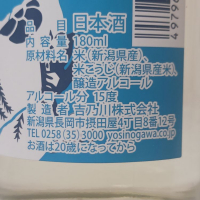 品 目 日本酒
内 容 量 180ml
原材料名 米(新潟県産)、
米こうじ(新潟県産米)、
醸造アルコール
アルコール分 15度
製 造 者 吉乃川株式会社
新潟県長岡市摂田屋4丁目8番12号
TEL 0258(35)3000 yosinogawa.co.jp
お酒は20歳になってから